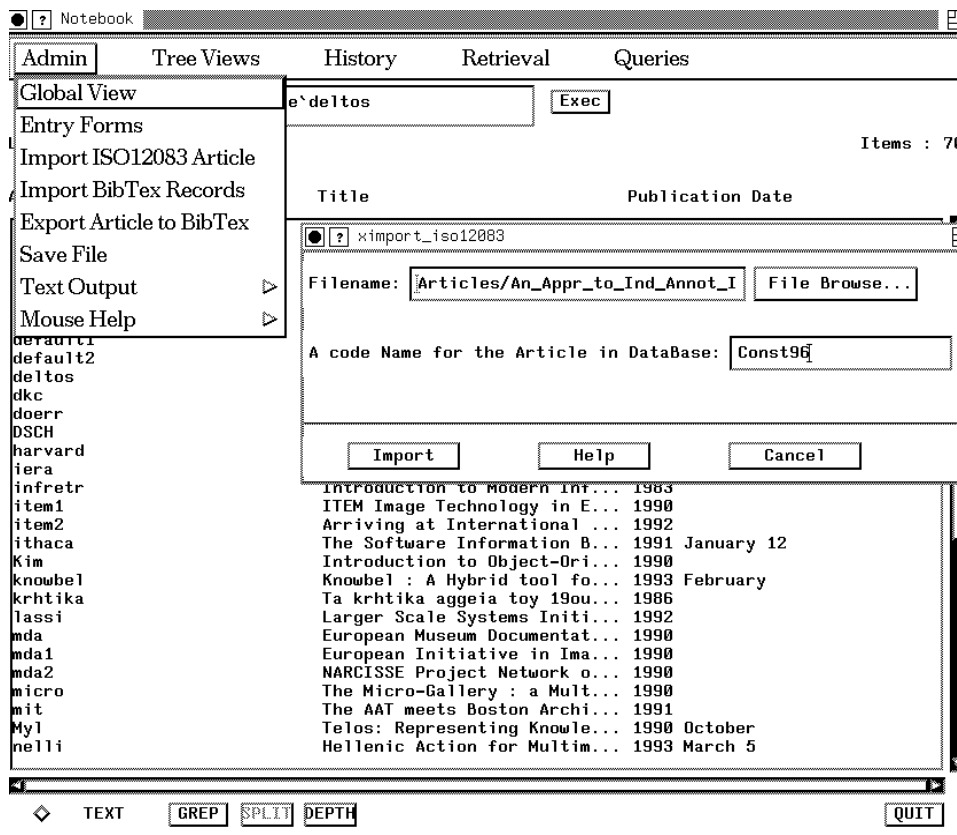 ? Notebook
Admin Tree Views History Retrieval Queries
Global View
e`deltos Exec
Entry Forms
Items : 70
Import ISO12083 Article
Import BibTex Records
Title Publication Date
Export Article to BibTex
? ximport_iso12083
Save File
Text Output
Filename: Articles/An_Appr_to_Ind_Annot_I File Browse...
Mouse Help
default1
default2
A code Name for the Article in DataBase: Const96
deltos
dkc
doerr
DSCH
harvard
Import Help Cancel
iera
infretr Introduction to Modern Inf... 1983
item1 ITEM Image Technology in E... 1990
item2 Arriving at International ... 1992
ithaca The Software Information B... 1991 January 12
Kim Introduction to Object-Ori... 1990
knowbel Knowbel : A Hybrid tool fo... 1993 February
krhtika Ta krhtika aggeia toy 19ou... 1986
lassi Larger Scale Systems Initi... 1992
mda European Museum Documentat... 1990
mda1 European Initiative in Ima... 1990
mda2 NARCISSE Project Network o... 1990
micro The Micro-Gallery : a Mult... 1990
mit The AAT meets Boston Archi... 1991
Myl Telos: Representing Knowle... 1990 October
nelli Hellenic Action for Multim... 1993 March 5
TEXT GREP SPLIT DEPTH QUIT